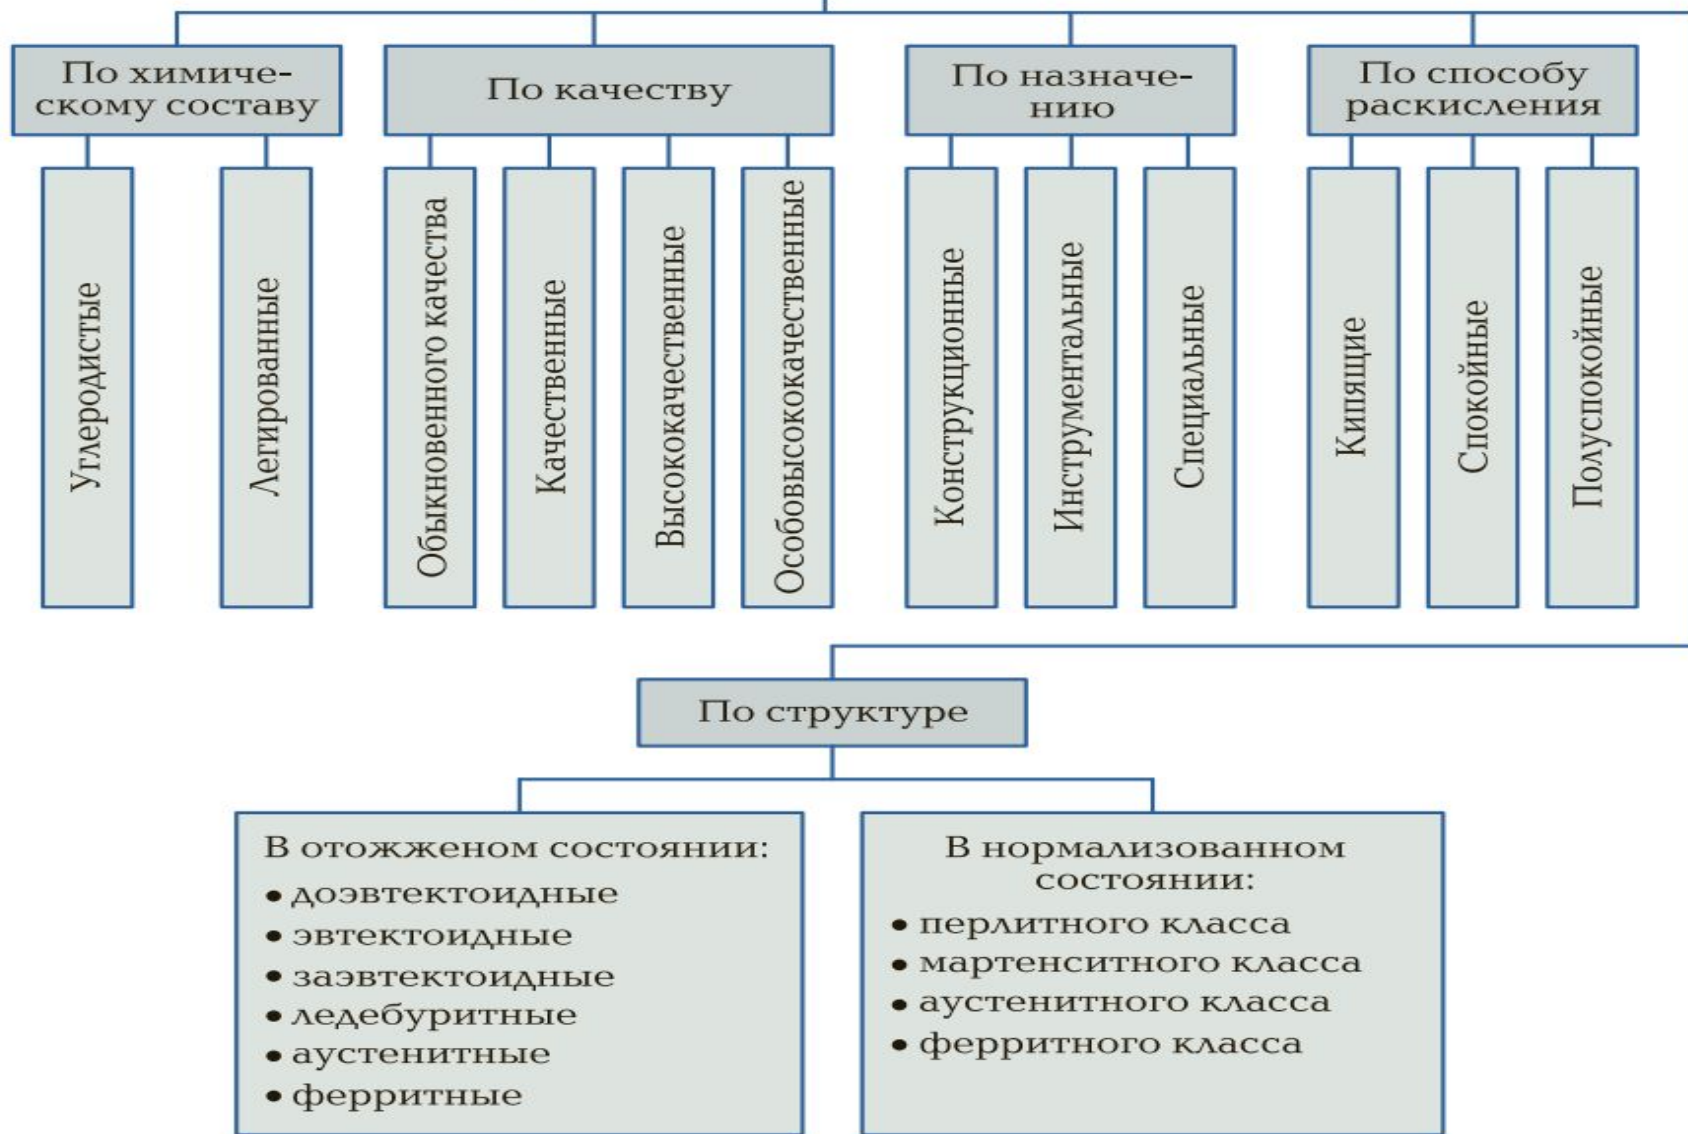 По химиче-
скому составу
По качеству
По назначе-
нию
По способу
раскисления
Углеродистые
Легированные
Обыкновенного качества
Качественные
Высококачественные
Особовысококачественные
Конструкционные
Инструментальные
Специальные
Кипящие
Спокойные
Полуспокойные
По структуре
В отожженом состоянии:
• доэвтектоидные
• эвтектоидные
• заэвтектоидные
• ледебуритные
• аустенитные
• ферритные
В нормализованном
состоянии:
• перлитного класса
• мартенситного класса
• аустенитного класса
• ферритного класса